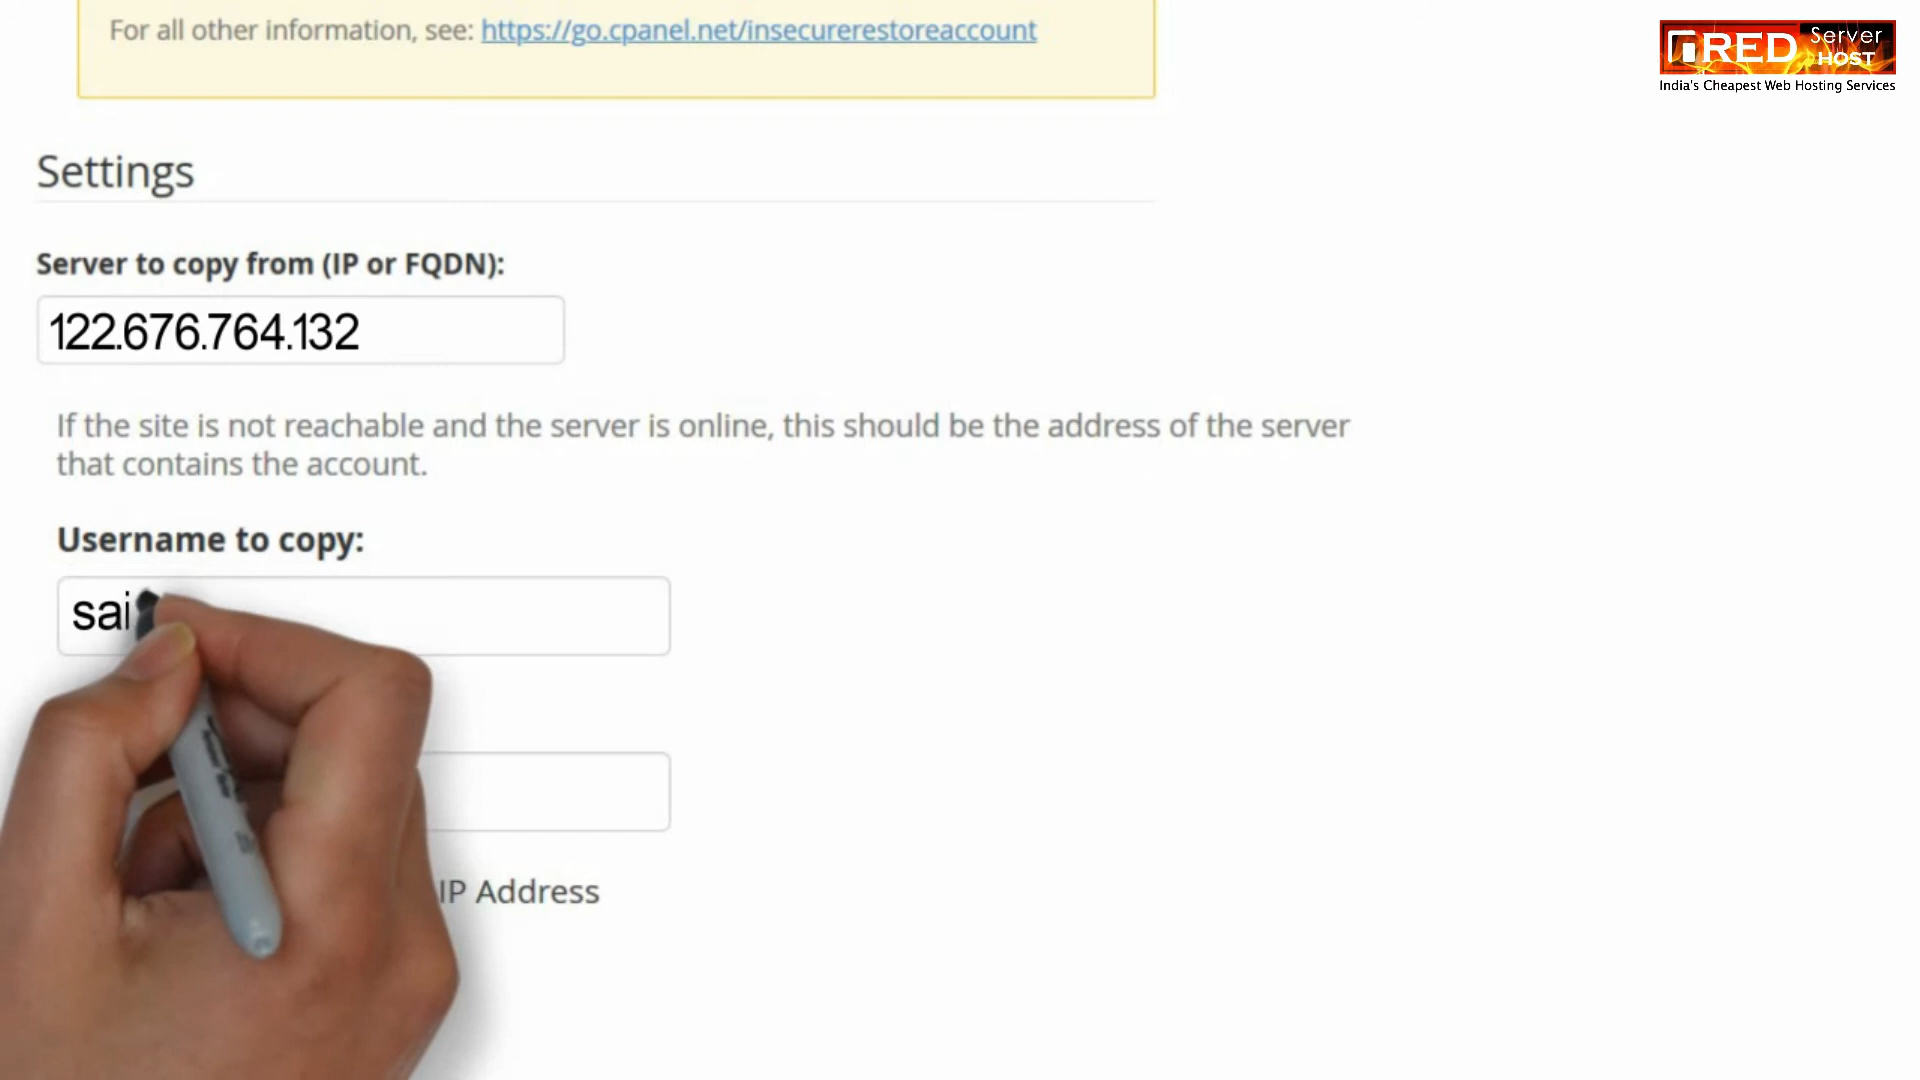 For all other information, see: https://go.cpanel.net/insecurerestoreaccount
RED Server HOST
India's Cheapest Web Hosting Services
Settings
Server to copy from (IP or FQDN):
122.676.764.132
If the site is not reachable and the server is online, this should be the address of the server
that contains the account.
Username to copy:
sai
IP Address